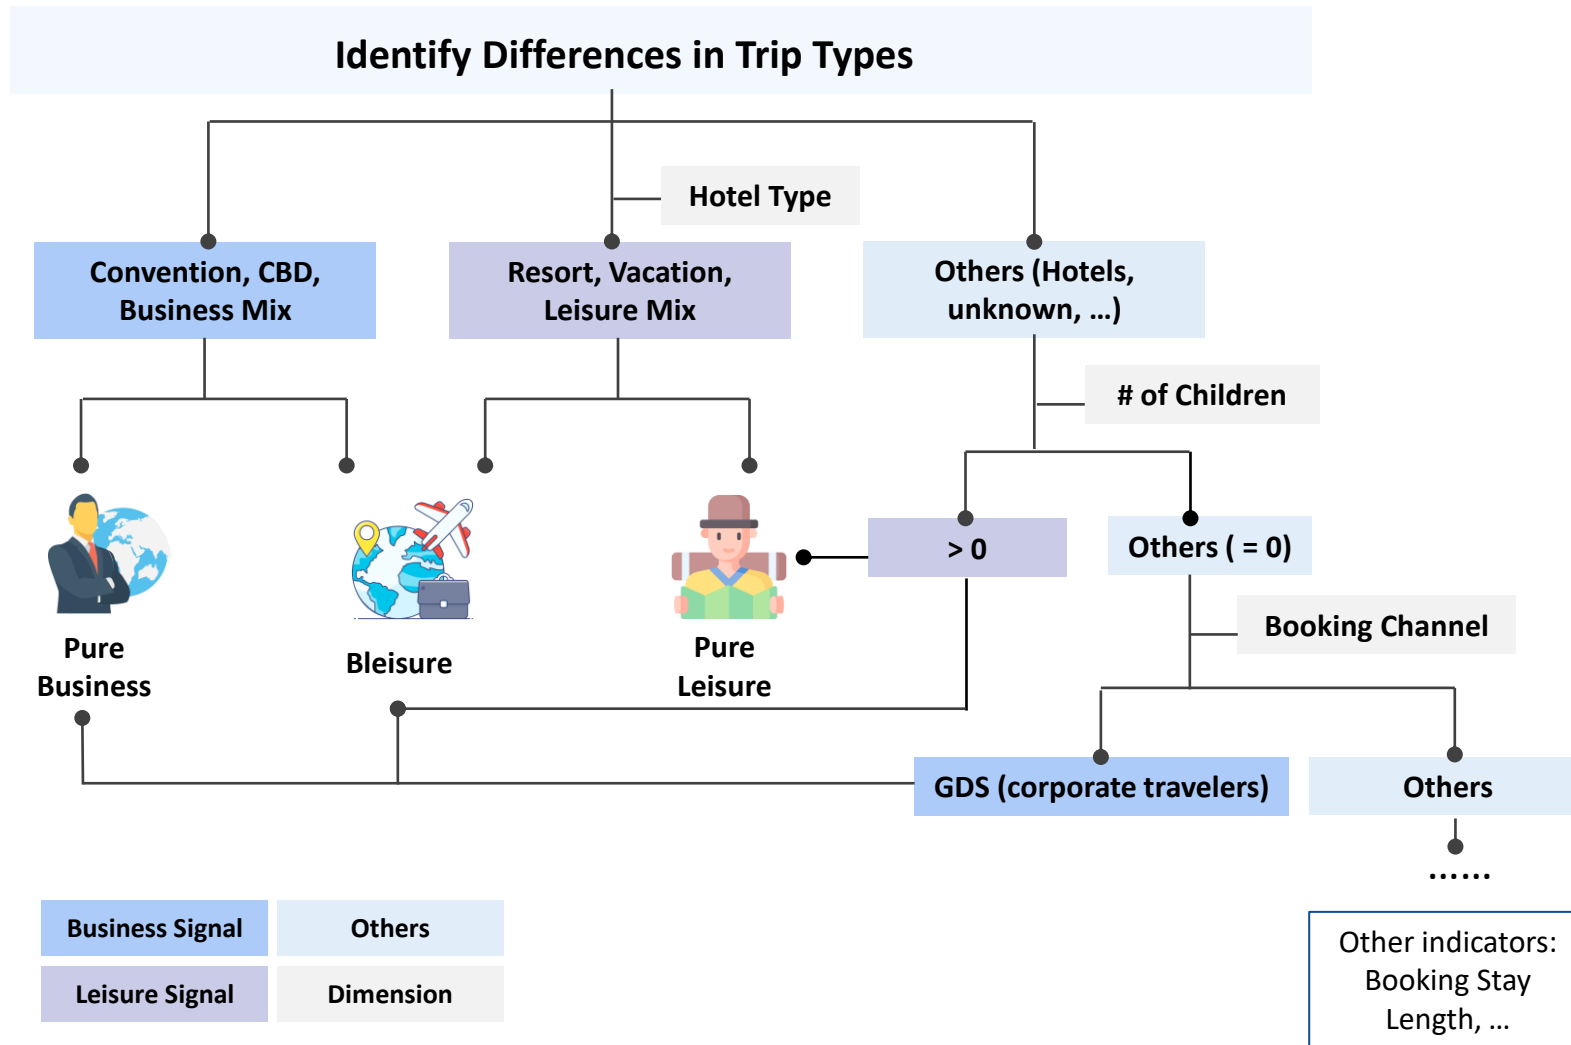 Identify Differences in Trip Types
Hotel Type
Convention, CBD,
Business Mix
Resort, Vacation,
Leisure Mix
Others (Hotels,
unknown, …)
# of Children
> 0
Others ( = 0)
Booking Channel
Pure
Business
Bleisure
Pure
Leisure
GDS (corporate travelers)
Others
……
Business Signal
Others
Leisure Signal
Dimension
Other indicators:
Booking Stay
Length, …